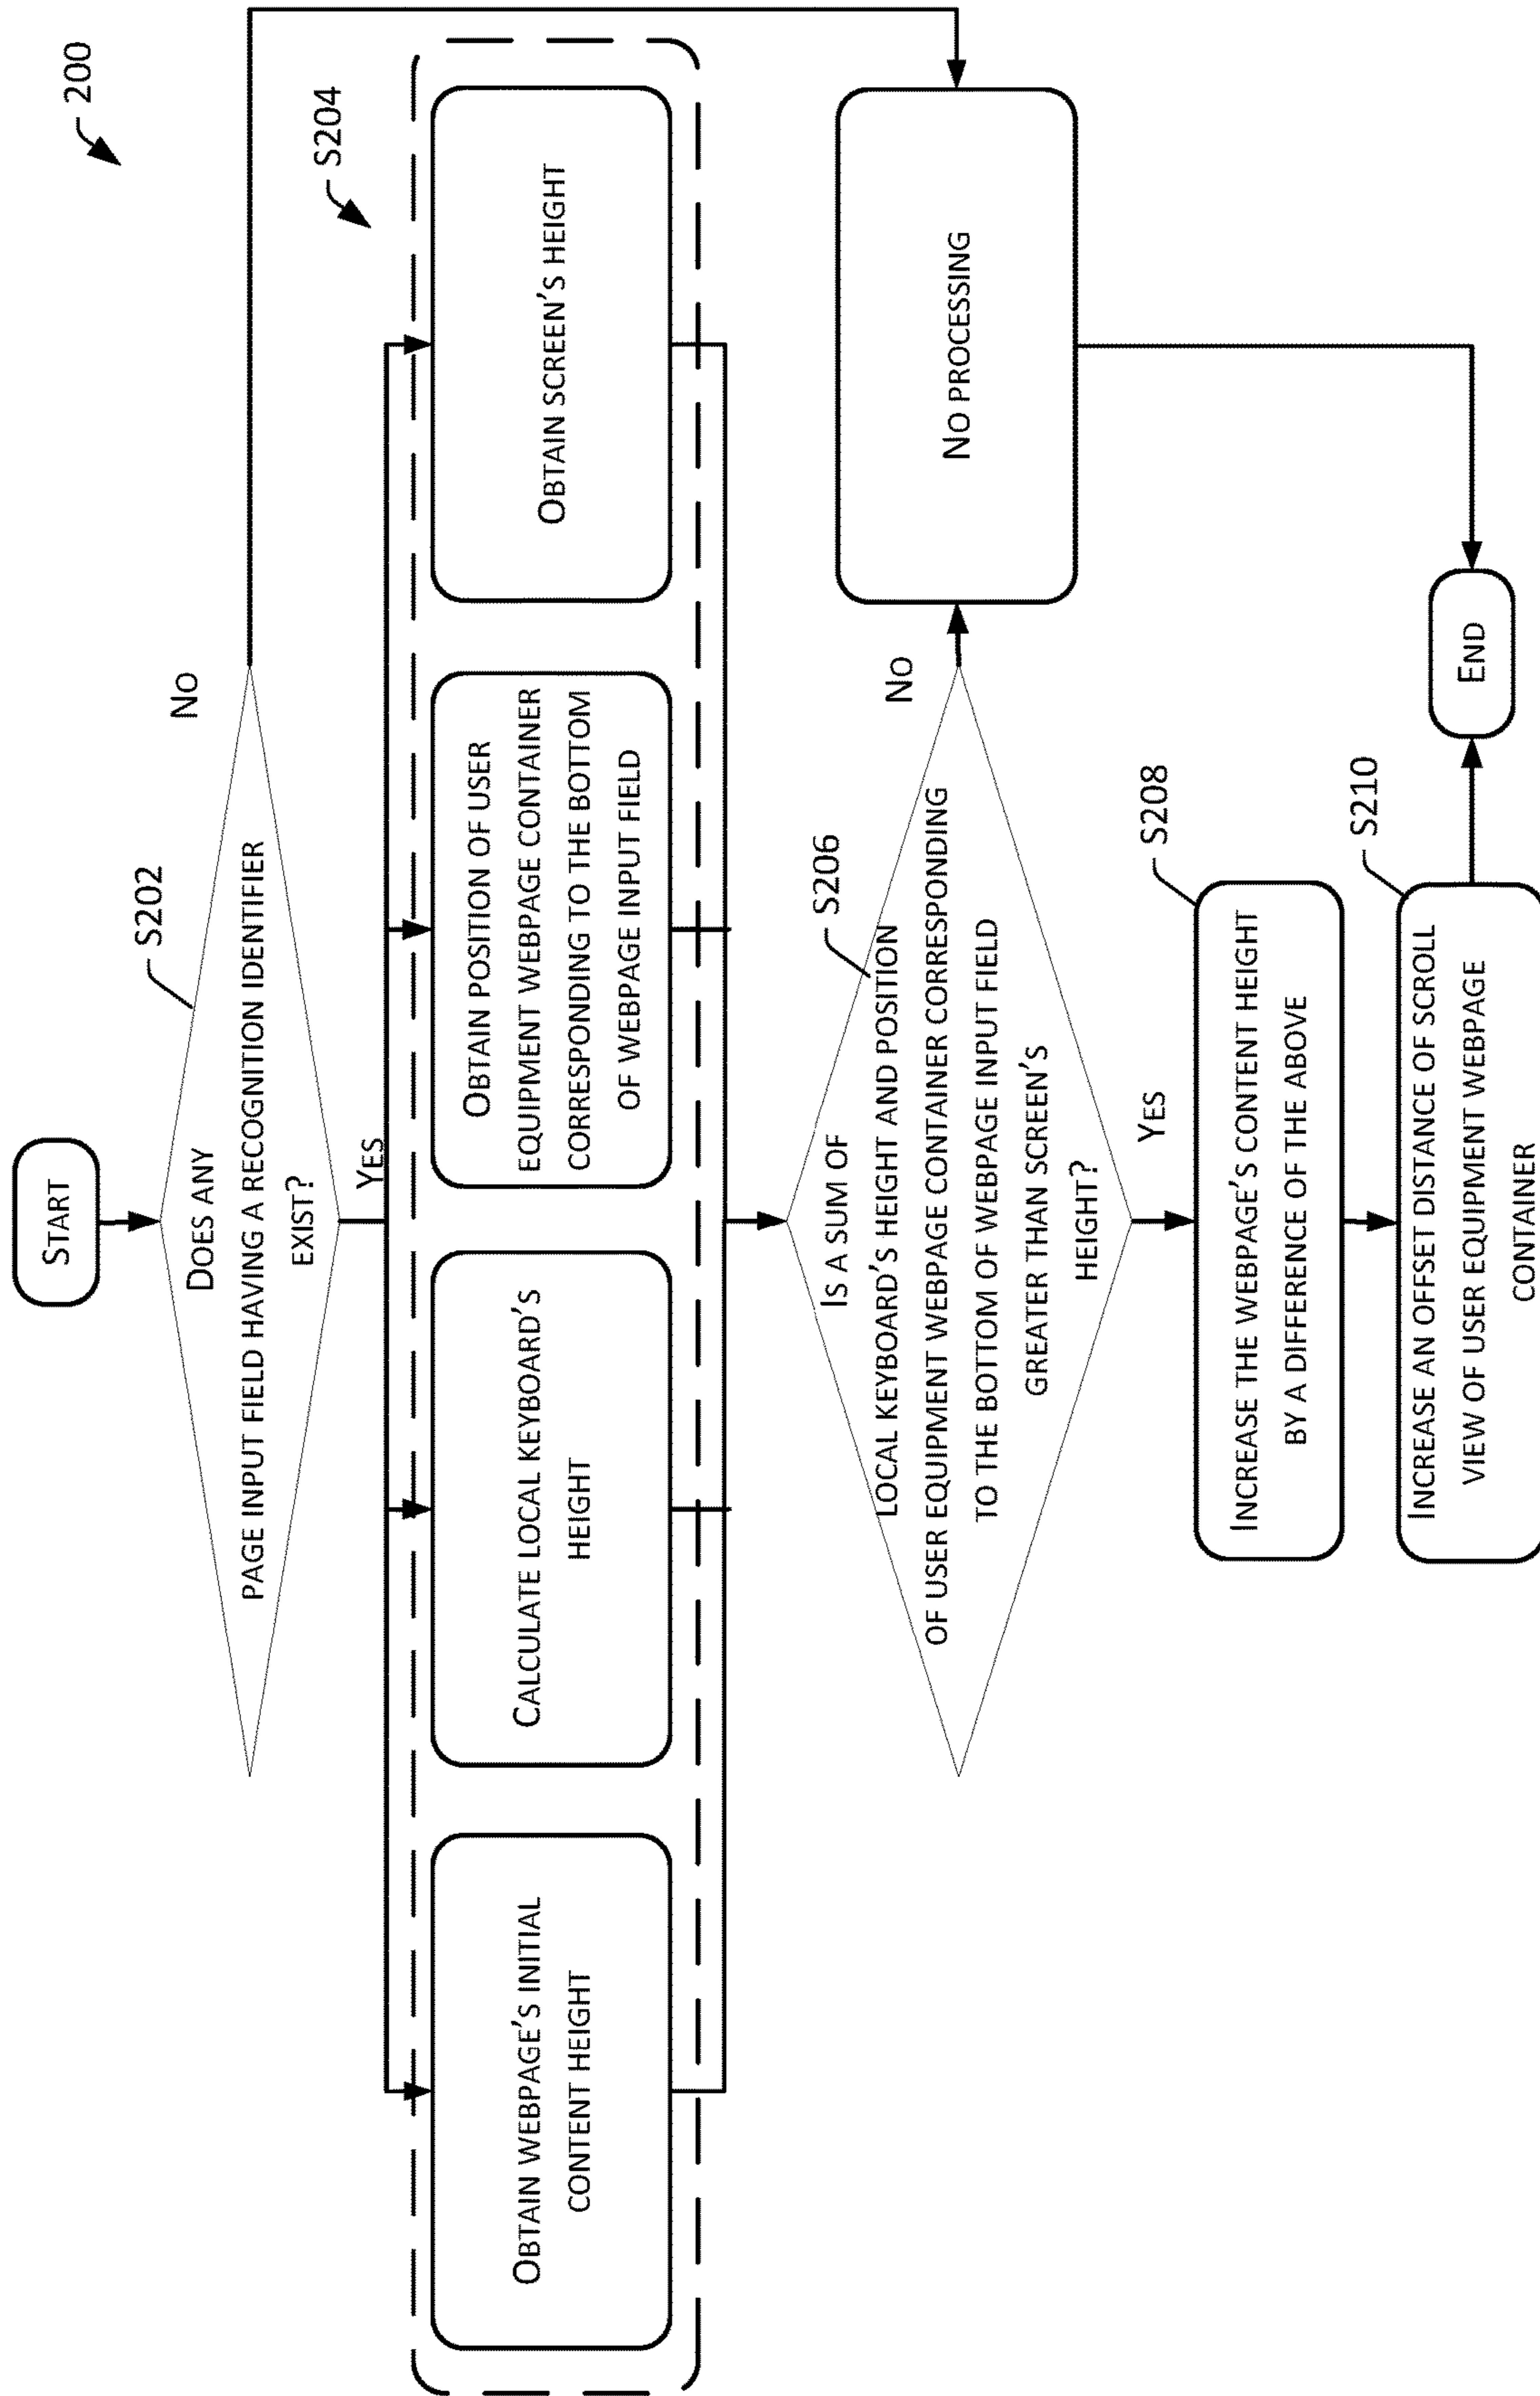 200
START
DOES ANY
PAGE INPUT FIELD HAVING A RECOGNITION IDENTIFIER
EXIST?
S202
NO
YES
S204
OBTAIN WEBPAGE'S INITIAL
CONTENT HEIGHT
CALCULATE LOCAL KEYBOARD'S
HEIGHT
OBTAIN POSITION OF USER
EQUIPMENT WEBPAGE CONTAINER
CORRESPONDING TO THE BOTTOM
OF WEBPAGE INPUT FIELD
OBTAIN SCREEN'S HEIGHT
IS A SUM OF
LOCAL KEYBOARD'S HEIGHT AND POSITION
OF USER EQUIPMENT WEBPAGE CONTAINER CORRESPONDING
TO THE BOTTOM OF WEBPAGE INPUT FIELD
GREATER THAN SCREEN'S
HEIGHT?
S206
NO
NO PROCESSING
YES
INCREASE THE WEBPAGE'S CONTENT HEIGHT
BY A DIFFERENCE OF THE ABOVE
S208
INCREASE AN OFFSET DISTANCE OF SCROLL
VIEW OF USER EQUIPMENT WEBPAGE
CONTAINER
S210
END